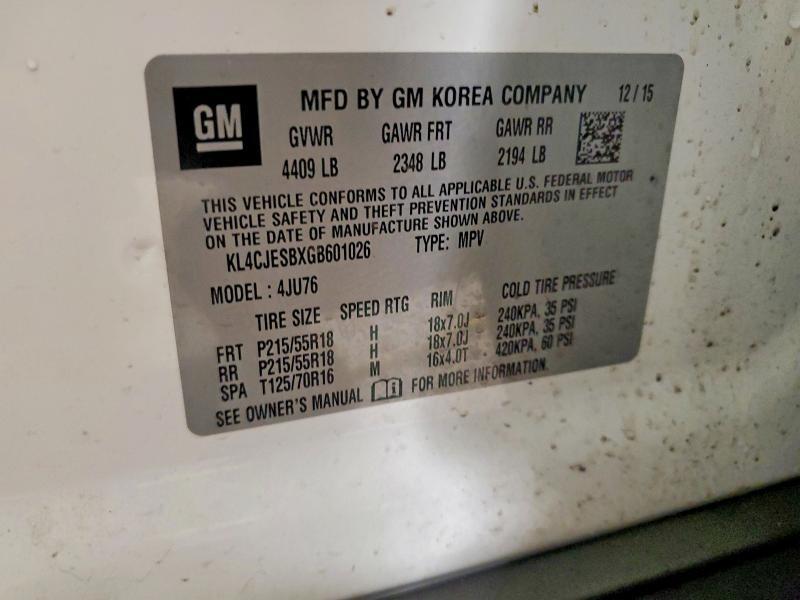 GM
MFD BY GM KOREA COMPANY 12/15
GVWR GAWR FRT GAWR RR
4409 LB 2348 LB 2194 LB
THIS VEHICLE CONFORMS TO ALL APPLICABLE U.S. FEDERAL MOTOR
VEHICLE SAFETY AND THEFT PREVENTION STANDARDS IN EFFECT
ON THE DATE OF MANUFACTURE SHOWN ABOVE.
KL4CJESBXGB601026 TYPE: MPV
MODEL : 4JU76
TIRE SIZE SPEED RTG RIM COLD TIRE PRESSURE
FRT P215/55R18 H 18x7.0J 240KPA, 35 PSI
RR P215/55R18 H 18x7.0J 240KPA, 35 PSI
SPA T125/70R16 M 16x4.0T 420KPA, 60 PSI
SEE OWNER'S MANUAL FOR MORE INFORMATION.